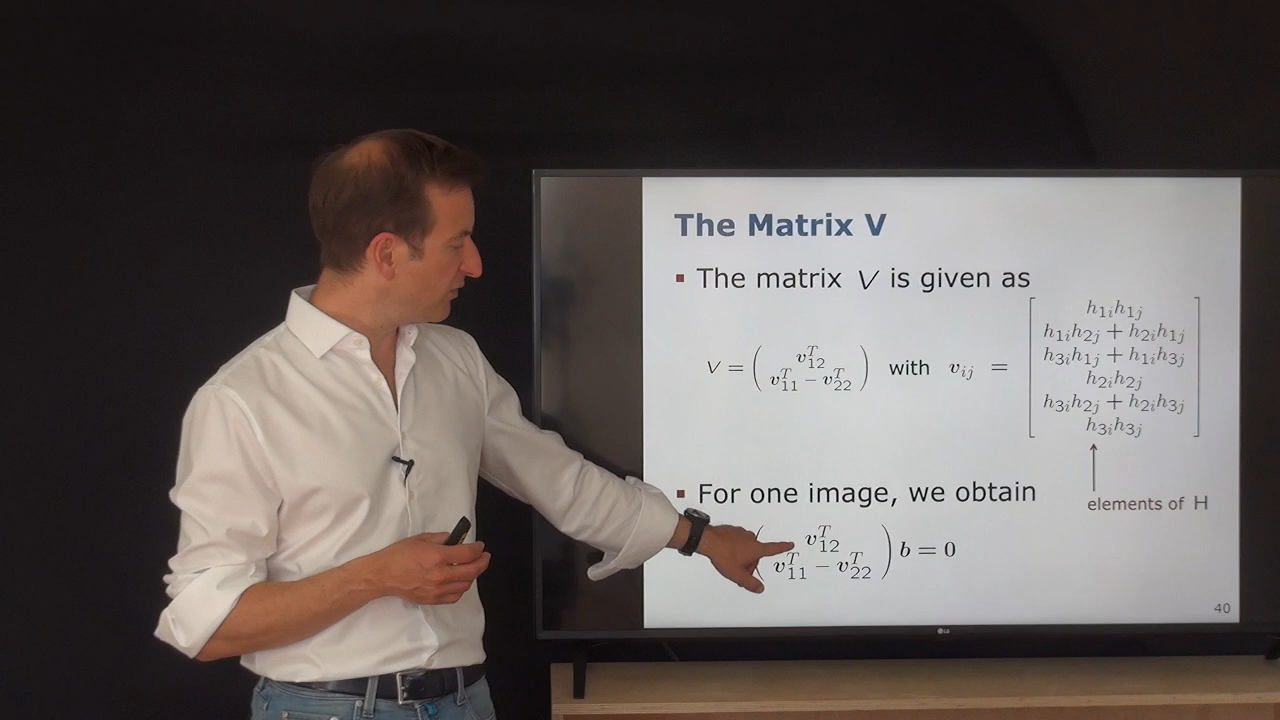 The Matrix V
▪ The matrix V is given as
V = ( v₁₂ᵀ
v₁₁ᵀ − v₂₂ᵀ ) with vᵢⱼ = [ h₁ᵢh₁ⱼ
h₁ᵢh₂ⱼ + h₂ᵢh₁ⱼ
h₃ᵢh₁ⱼ + h₁ᵢh₃ⱼ
h₂ᵢh₂ⱼ
h₃ᵢh₂ⱼ + h₂ᵢh₃ⱼ
h₃ᵢh₃ⱼ ]
▪ For one image, we obtain
elements of H
( v₁₂ᵀ
v₁₁ᵀ − v₂₂ᵀ ) b = 0
40
LG